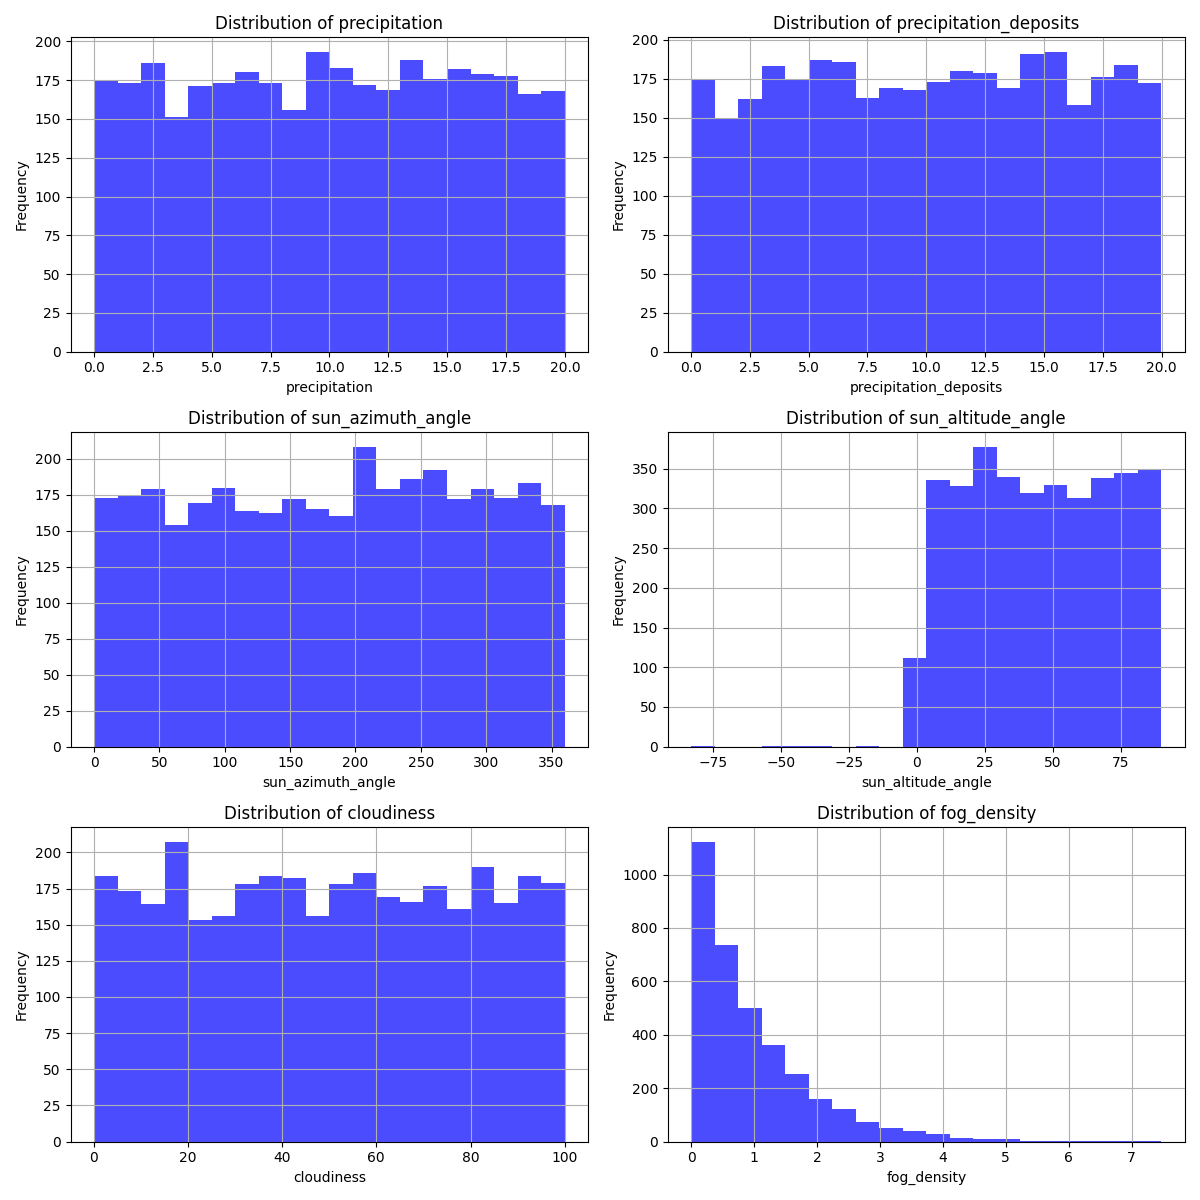 Distribution of precipitation
200
175
150
125
100
75
50
25
0
Frequency
0.0 2.5 5.0 7.5 10.0 12.5 15.0 17.5 20.0
precipitation
Distribution of precipitation_deposits
200
175
150
125
100
75
50
25
0
Frequency
0.0 2.5 5.0 7.5 10.0 12.5 15.0 17.5 20.0
precipitation_deposits
Distribution of sun_azimuth_angle
200
175
150
125
100
75
50
25
0
Frequency
0 50 100 150 200 250 300 350
sun_azimuth_angle
Distribution of sun_altitude_angle
350
300
250
200
150
100
50
0
Frequency
−75 −50 −25 0 25 50 75
sun_altitude_angle
Distribution of cloudiness
200
175
150
125
100
75
50
25
0
Frequency
0 20 40 60 80 100
cloudiness
Distribution of fog_density
1000
800
600
400
200
0
Frequency
0 1 2 3 4 5 6 7
fog_density